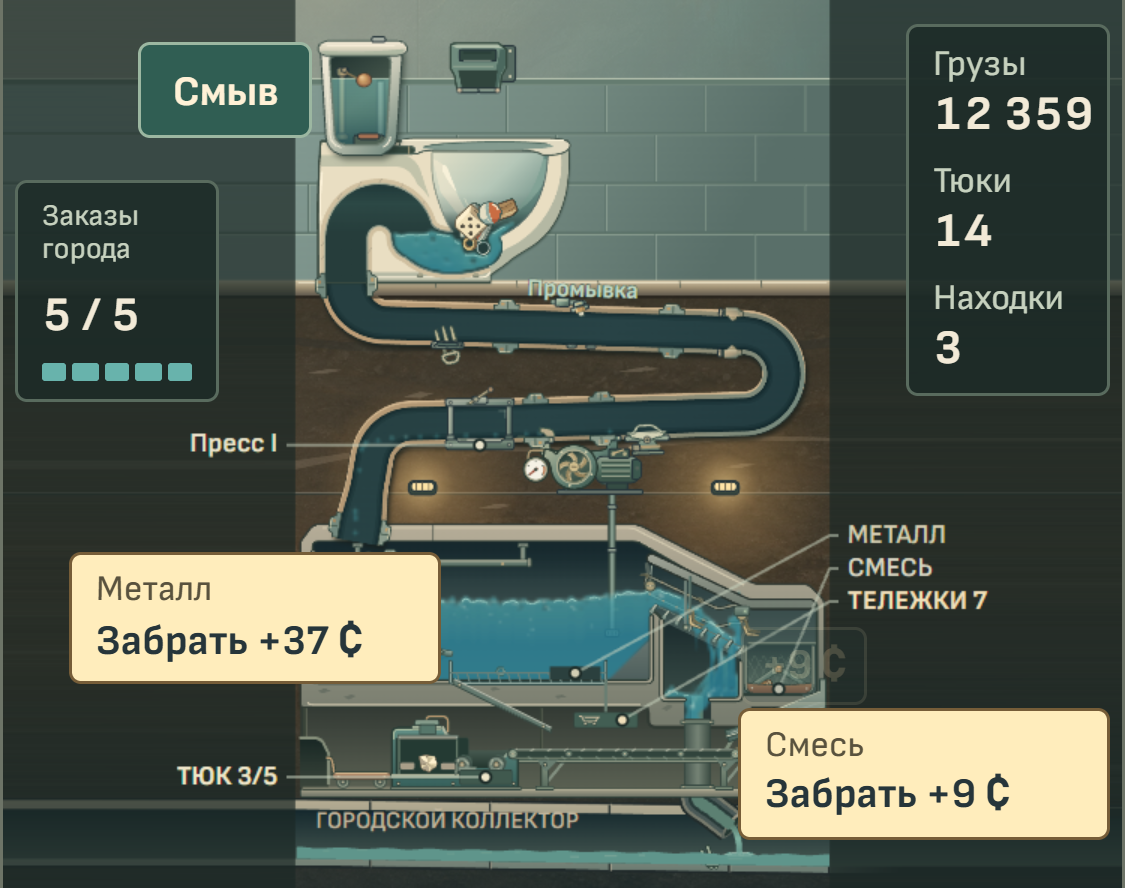 Смыв
Грузы
12 359
Тюки
14
Находки
3
Заказы
города
5 / 5
Промывка
Пресс I
МЕТАЛЛ
СМЕСЬ
ТЕЛЕЖКИ 7
Металл
Забрать +37 ₵
+9 ₵
Смесь
Забрать +9 ₵
ТЮК 3/5
ГОРОДСКОЙ КОЛЛЕКТОР